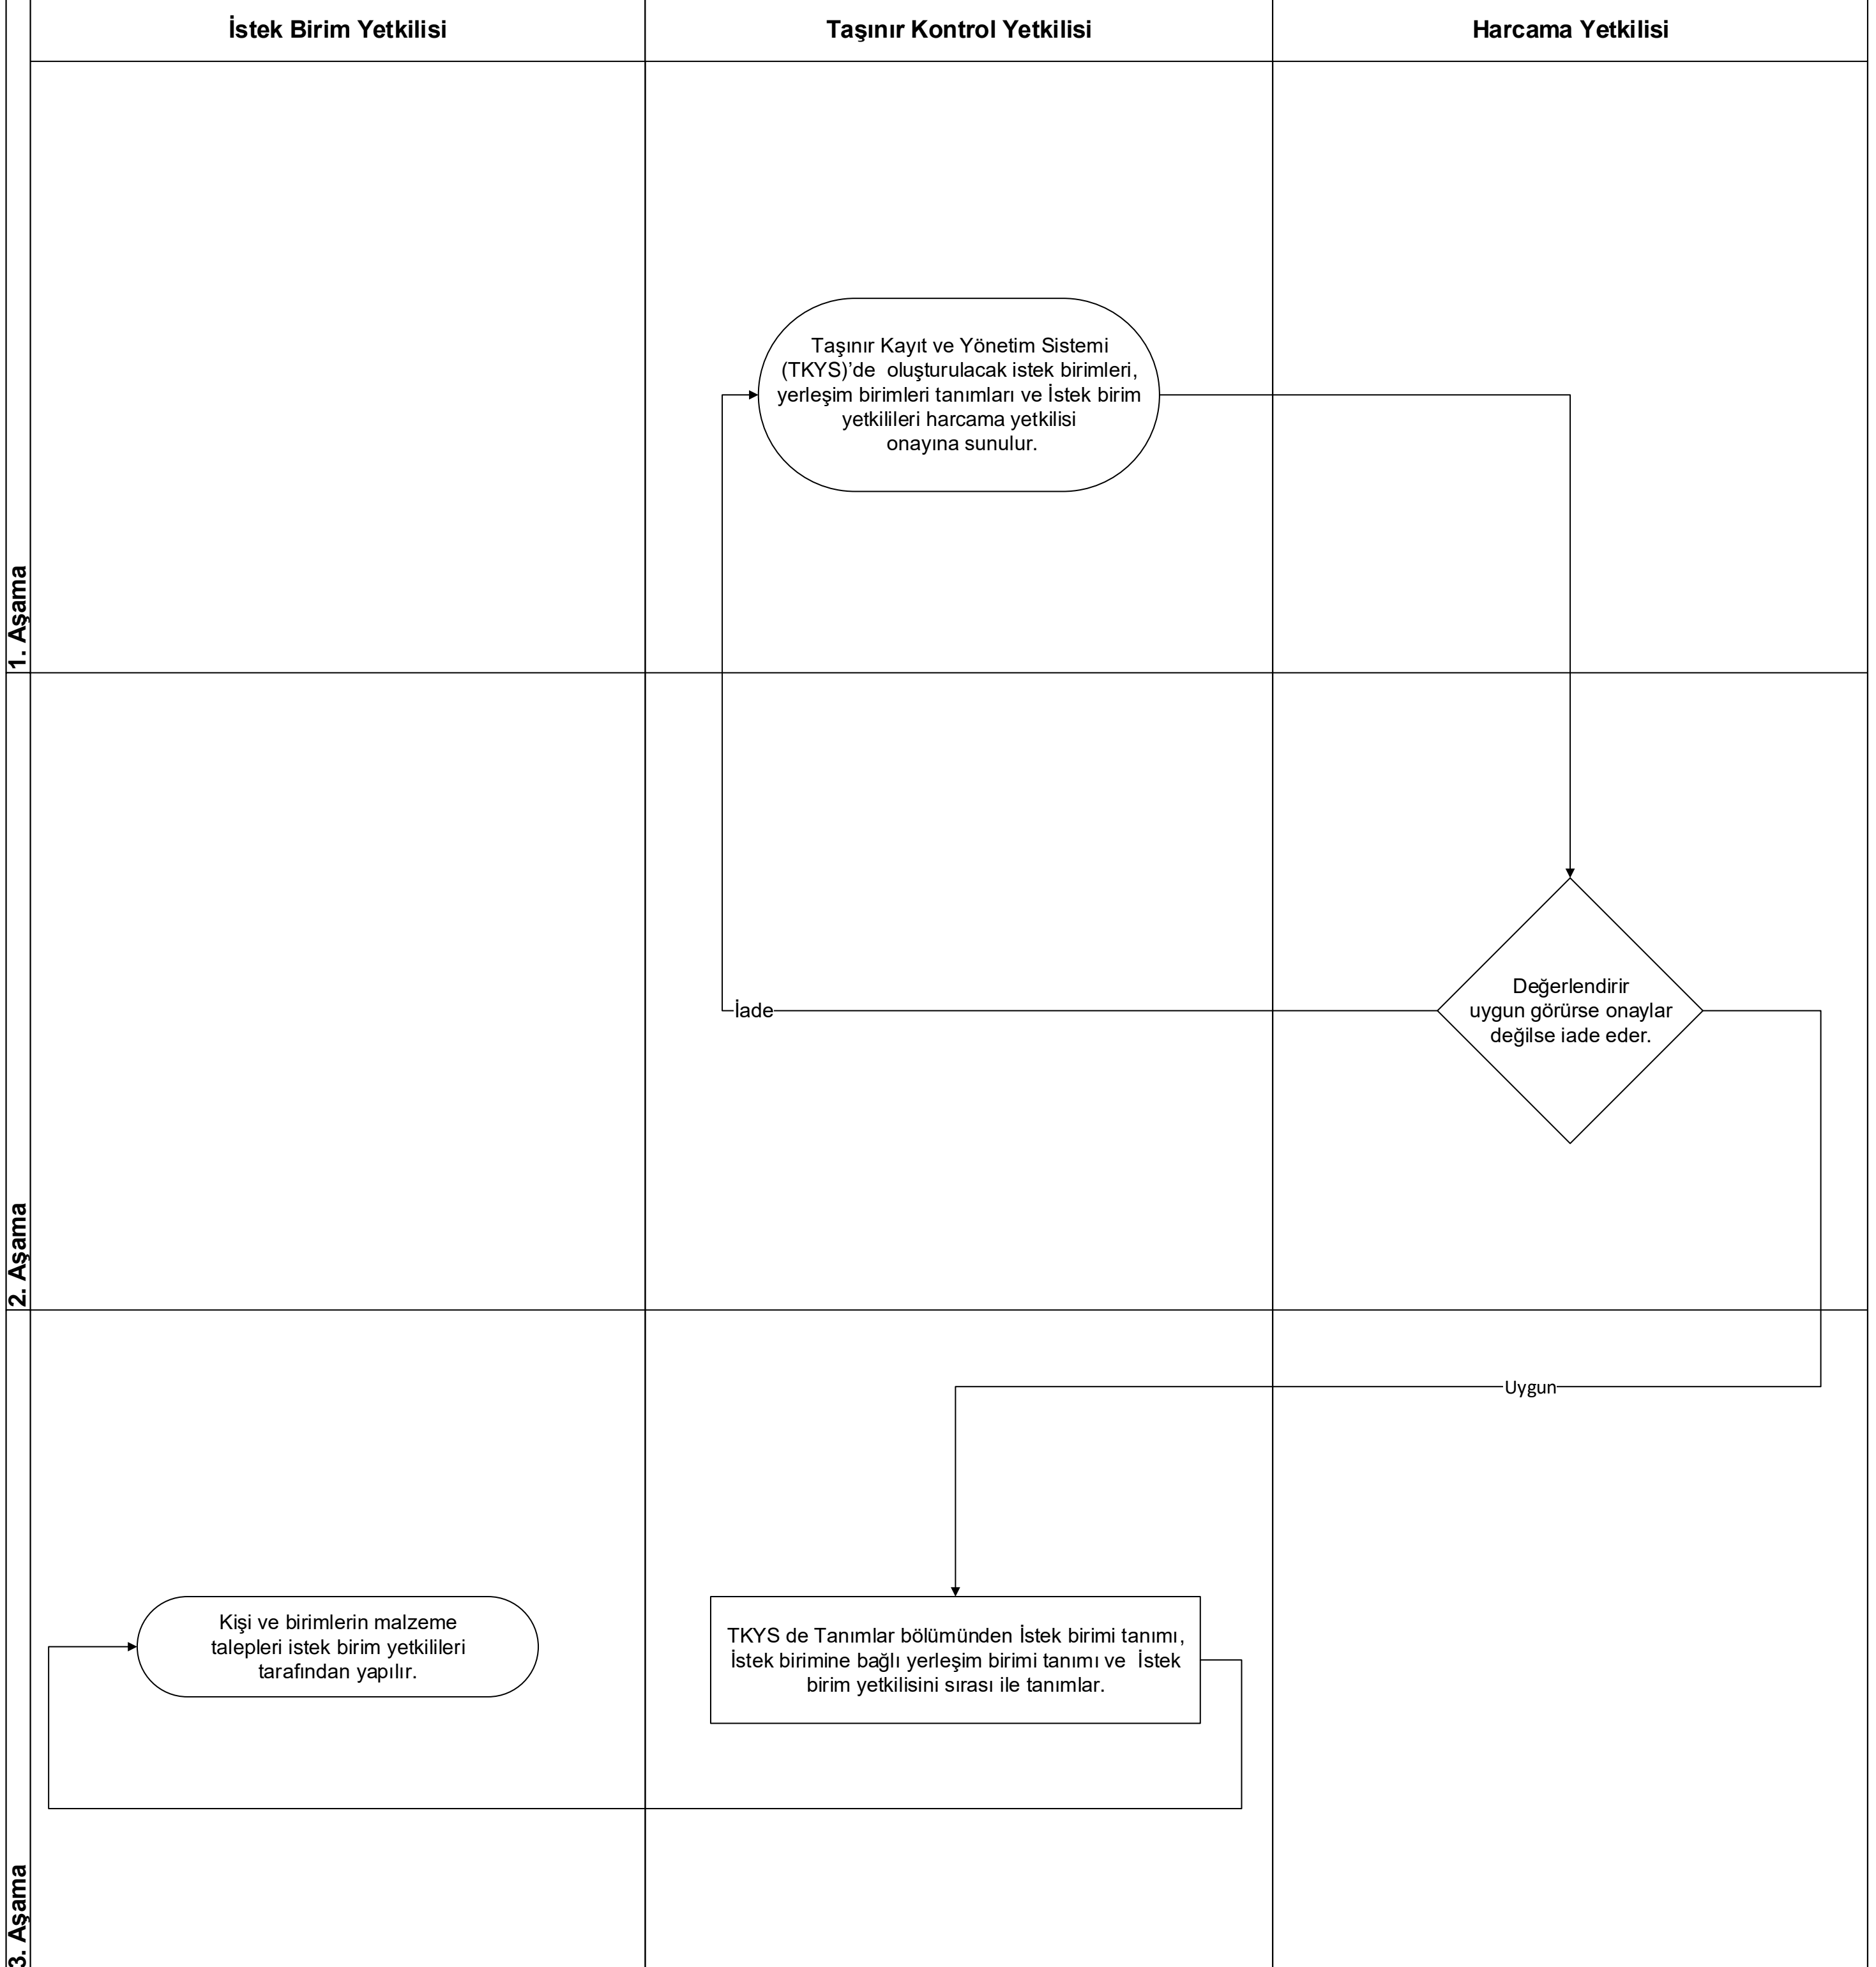 İstek Birim Yetkilisi
Taşınır Kontrol Yetkilisi
Harcama Yetkilisi
1. Aşama
Taşınır Kayıt ve Yönetim Sistemi
(TKYS)’de  oluşturulacak istek birimleri,
yerleşim birimleri tanımları ve İstek birim
yetkilileri harcama yetkilisi
onayına sunulur.
2. Aşama
İade
Değerlendirir
uygun görürse onaylar
değilse iade eder.
3. Aşama
Uygun
Kişi ve birimlerin malzeme
talepleri istek birim yetkilileri
tarafından yapılır.
TKYS de Tanımlar bölümünden İstek birimi tanımı,
İstek birimine bağlı yerleşim birimi tanımı ve  İstek
birim yetkilisini sırası ile tanımlar.